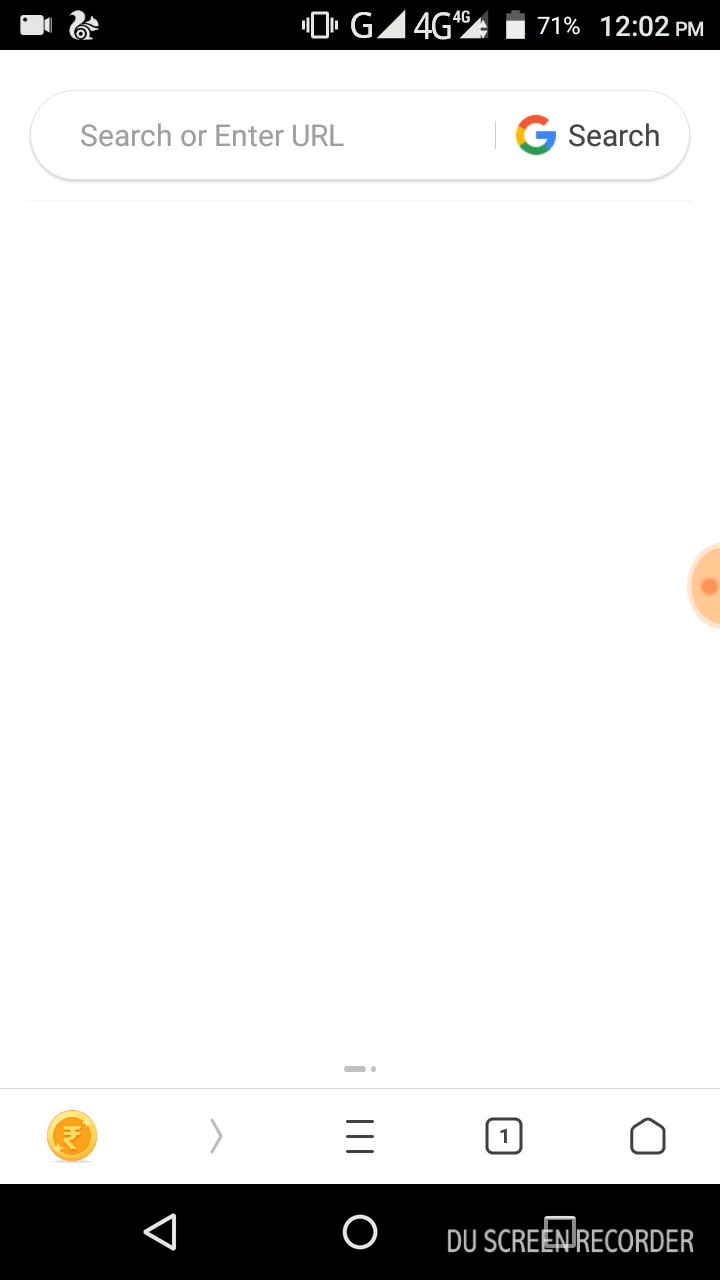 G 4G 4G 71% 12:02 PM
Search or Enter URL Search
1
DU SCREEN RECORDER